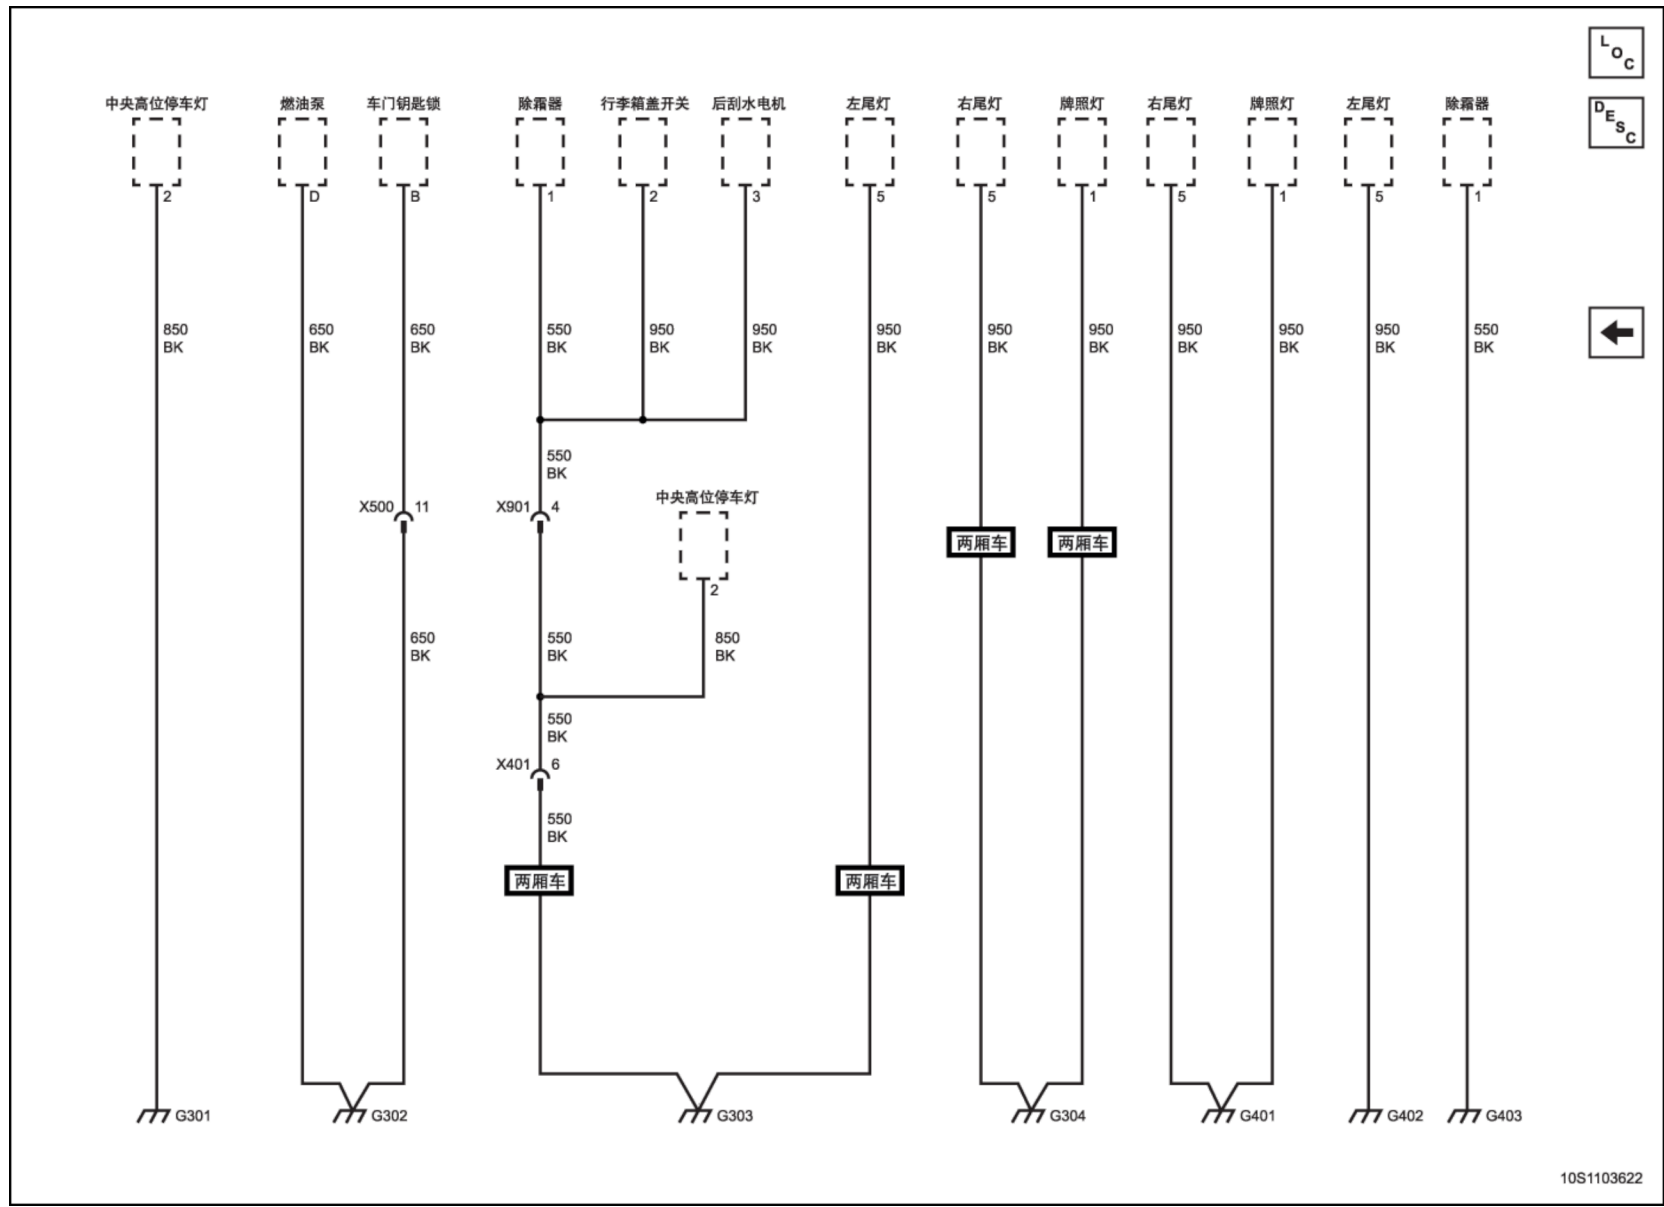 L
O
C
D
E
S
C
中央高位停车灯 燃油泵 车门钥匙锁 除霜器 行李箱盖开关 后刮水电机 左尾灯 右尾灯 牌照灯 右尾灯 牌照灯 左尾灯 除霜器
2 D B 1 2 3 5 5 1 5 1 5 1
850 650 650 550 950 950 950 950 950 950 950 950 550
BK BK BK BK BK BK BK BK BK BK BK BK BK
550
BK
中央高位停车灯
X500 11 X901 4
两厢车 两厢车
2
650 550 850
BK BK BK
550
BK
X401 6
550
BK
两厢车 两厢车
G301 G302 G303 G304 G401 G402 G403
10S1103622